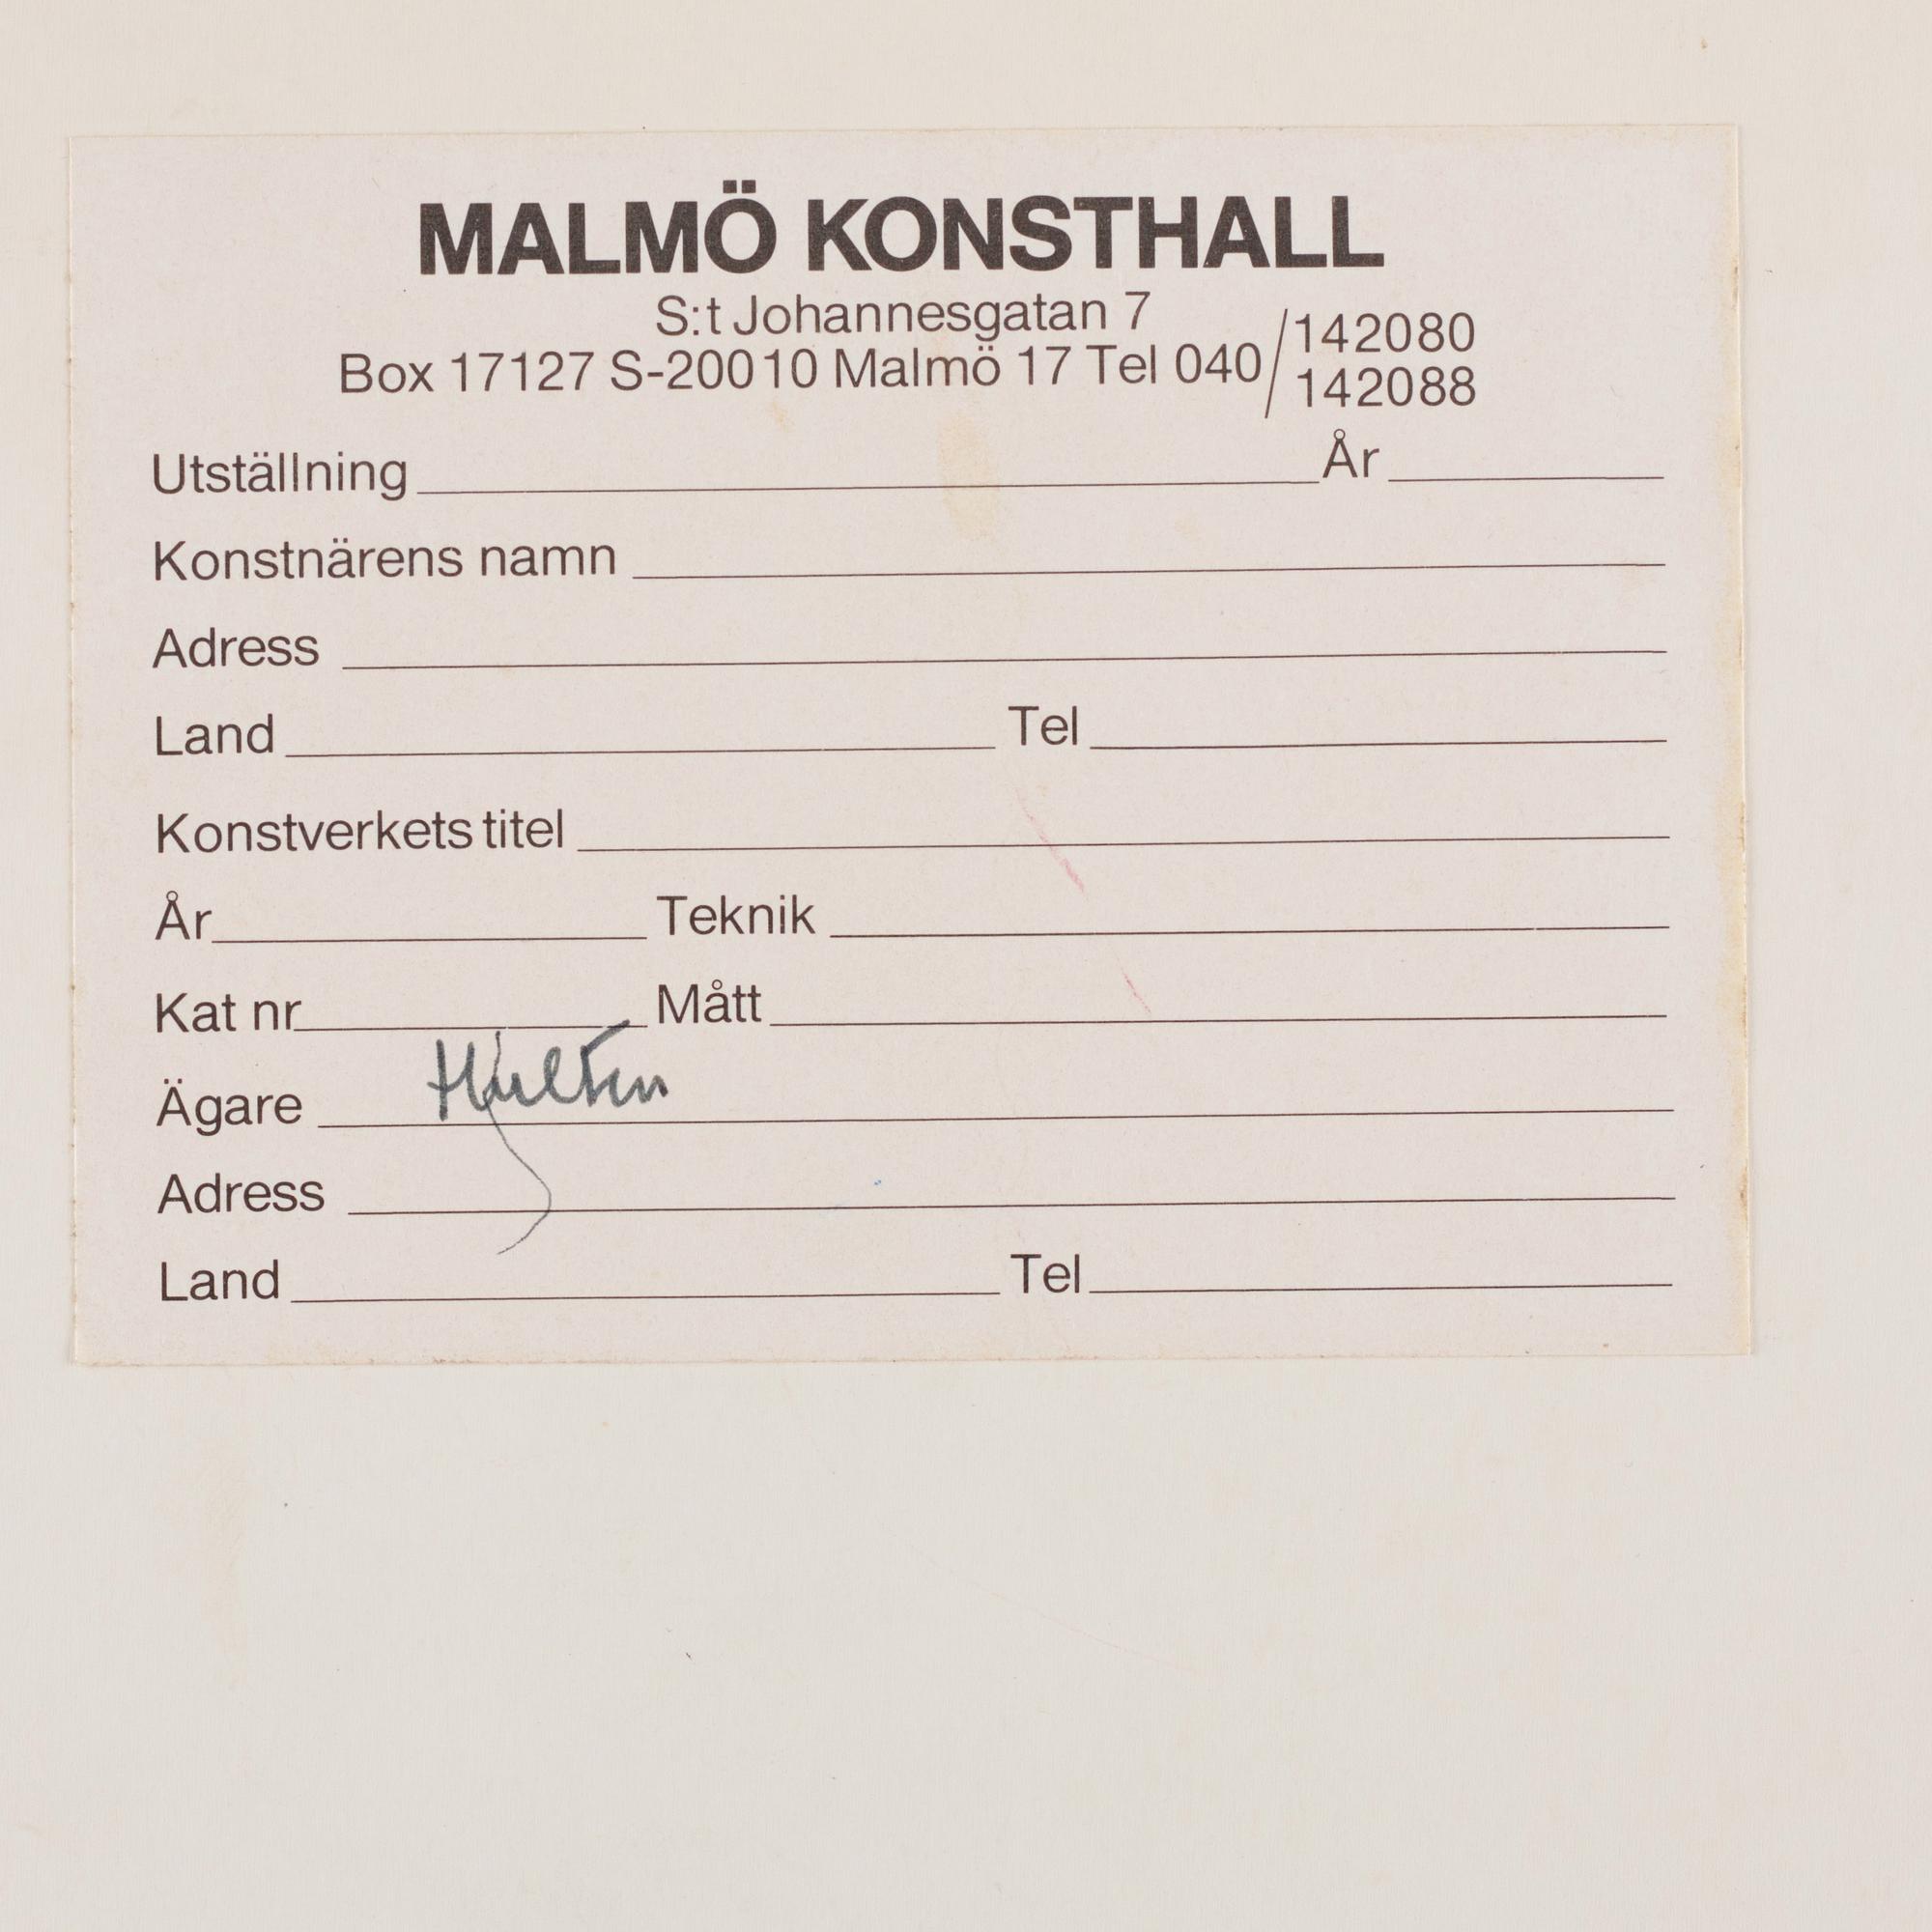 MALMÖ KONSTHALL
S:t Johannesgatan 7
Box 17127 S-20010 Malmö 17 Tel 040/142080
142088
Utställning År
Konstnärens namn
Adress
Land Tel
Konstverkets titel
År Teknik
Kat nr Mått
Ägare Hulten
Adress
Land Tel